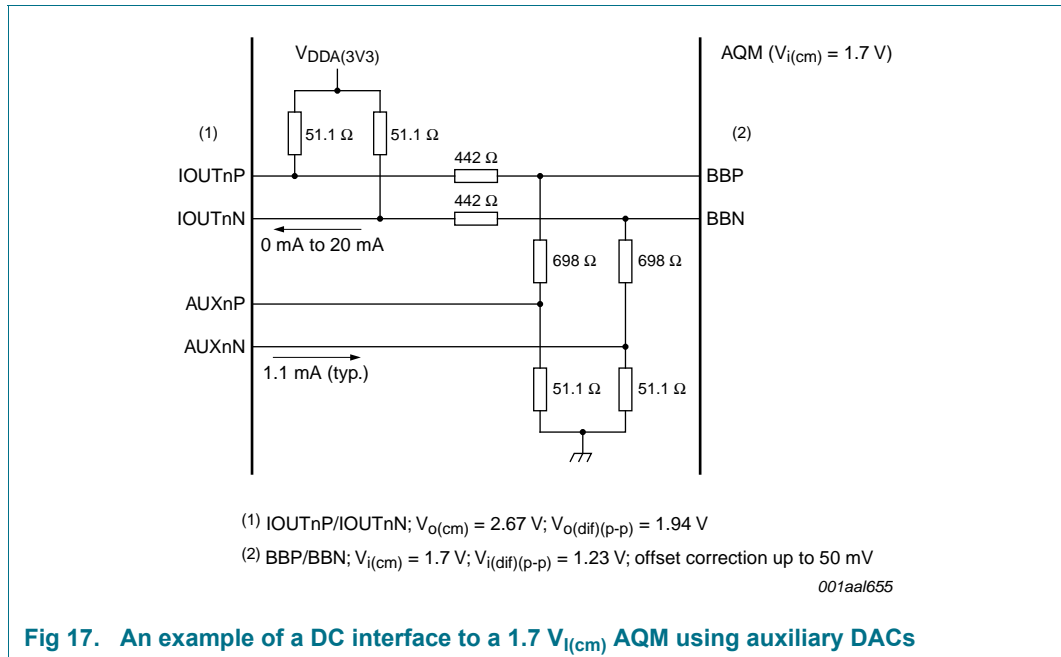 VDDA(3V3)
AQM (Vi(cm) = 1.7 V)
(1)
51.1 Ω
51.1 Ω
(2)
442 Ω
IOUTnP
BBP
442 Ω
IOUTnN
BBN
0 mA to 20 mA
698 Ω
698 Ω
AUXnP
AUXnN
1.1 mA (typ.)
51.1 Ω
51.1 Ω
(1) IOUTnP/IOUTnN; Vo(cm) = 2.67 V; Vo(dif)(p-p) = 1.94 V
(2) BBP/BBN; Vi(cm) = 1.7 V; Vi(dif)(p-p) = 1.23 V; offset correction up to 50 mV
001aal655
Fig 17. An example of a DC interface to a 1.7 VI(cm) AQM using auxiliary DACs